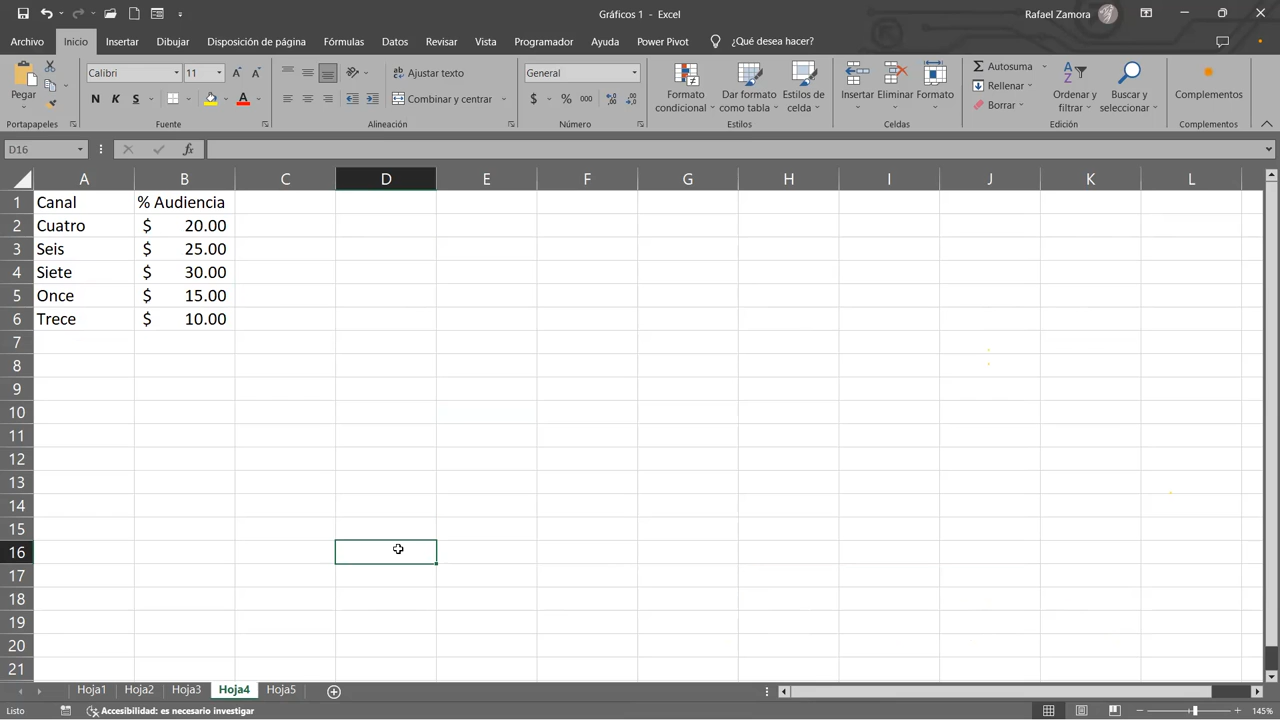 Gráficos 1 - Excel
Rafael Zamora
Archivo Inicio Insertar Dibujar Disposición de página Fórmulas Datos Revisar Vista Programador Ayuda Power Pivot ¿Qué desea hacer?
Pegar
Calibri 11
N K S
Ajustar texto
Combinar y centrar
General
$ % 000
Formato condicional
Dar formato como tabla
Estilos de celda
Insertar Eliminar Formato
Autosuma
Rellenar
Borrar
Ordenar y filtrar
Buscar y seleccionar
Complementos
Portapapeles Fuente Alineación Número Estilos Celdas Edición Complementos
D16 fx
A B C D E F G H I J K L
1 Canal % Audiencia
2 Cuatro $ 20.00
3 Seis $ 25.00
4 Siete $ 30.00
5 Once $ 15.00
6 Trece $ 10.00
7
8
9
10
11
12
13
14
15
16
17
18
19
20
21
Hoja1 Hoja2 Hoja3 Hoja4 Hoja5
Listo Accesibilidad: es necesario investigar 145%